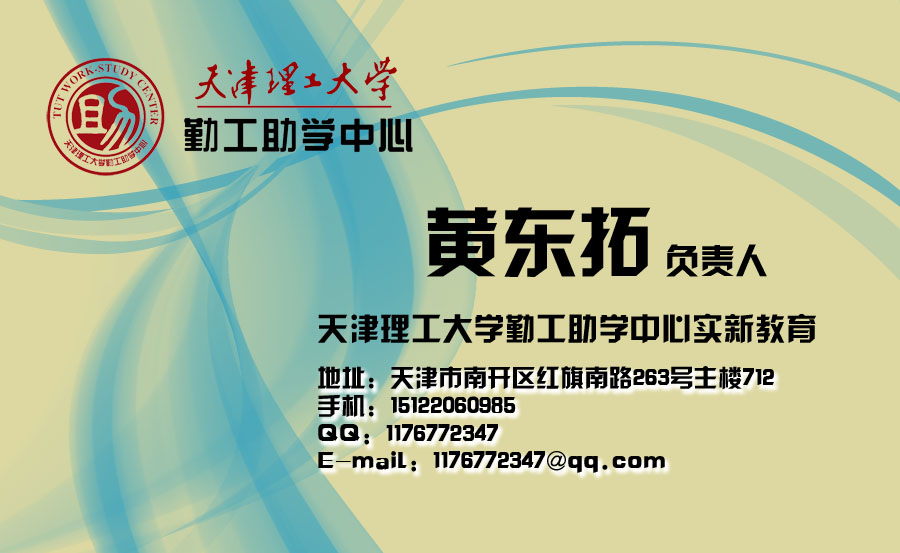 TUT WORK-STUDY CENTER
天津理工大学勤工助学中心
天津理工大学
勤工助学中心
黄东拓 负责人
天津理工大学勤工助学中心实新教育
地址：天津市南开区红旗南路263号主楼712
手机：15122060985
QQ：1176772347
E-mail：1176772347@qq.com